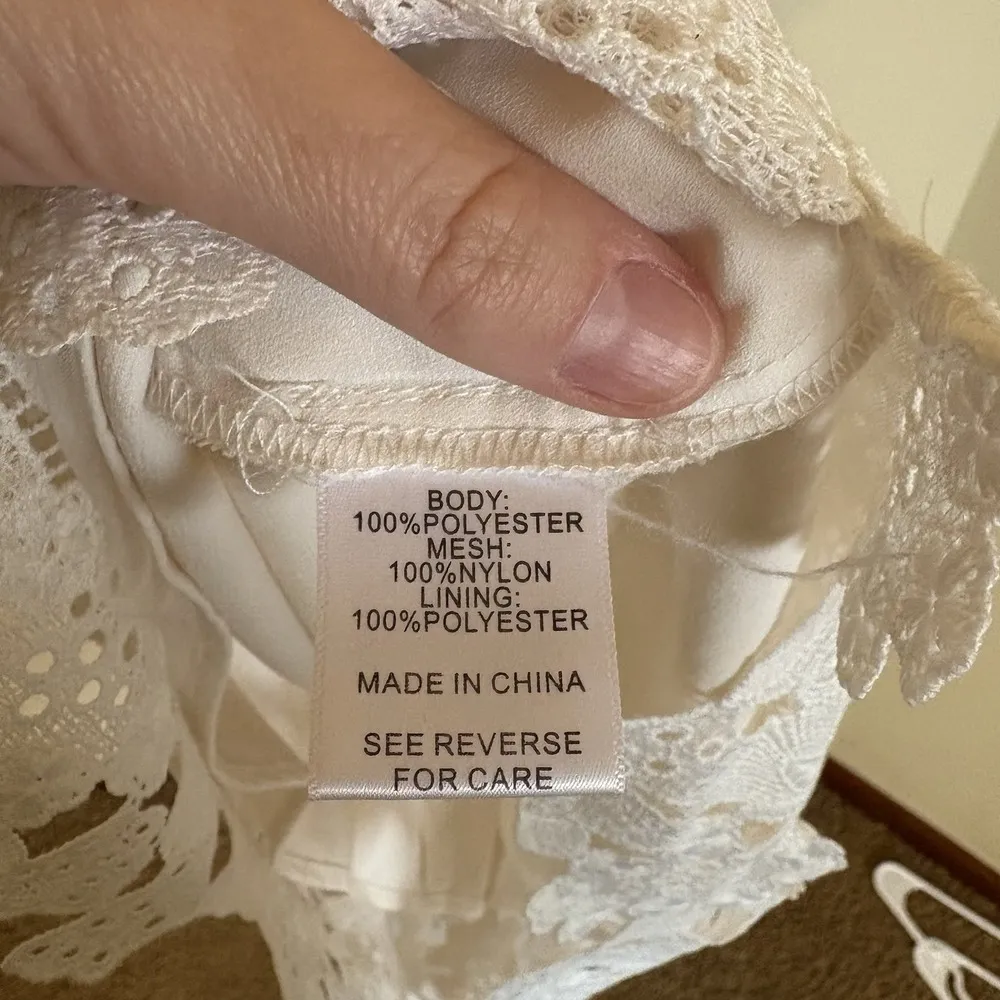 BODY:
100%POLYESTER
MESH:
100%NYLON
LINING:
100%POLYESTER
MADE IN CHINA
SEE REVERSE
FOR CARE